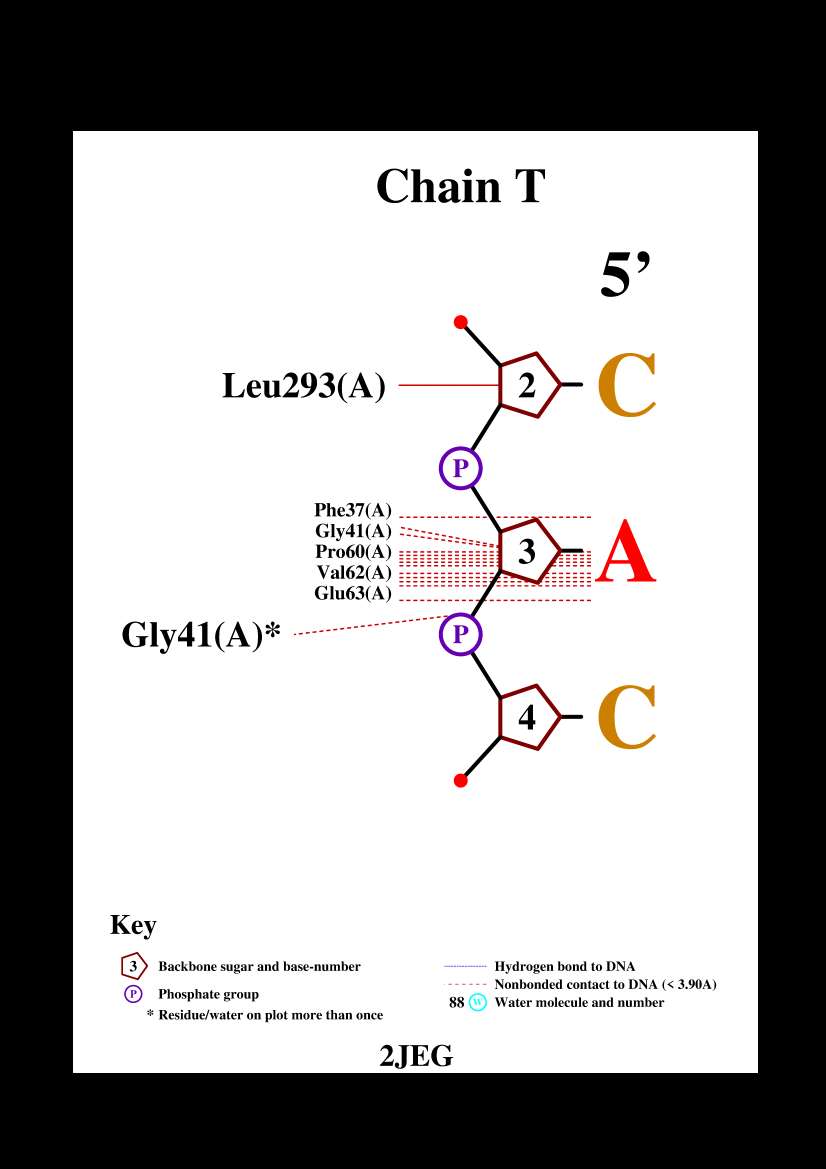 Chain T
5’
Leu293(A)
2
C
P
Phe37(A)
Gly41(A)
Pro60(A)
3
A
Val62(A)
Glu63(A)
Gly41(A)*
P
4
C
Key
3 Backbone sugar and base-number
P Phosphate group
* Residue/water on plot more than once
Hydrogen bond to DNA
Nonbonded contact to DNA (< 3.90A)
88 W Water molecule and number
2JEG